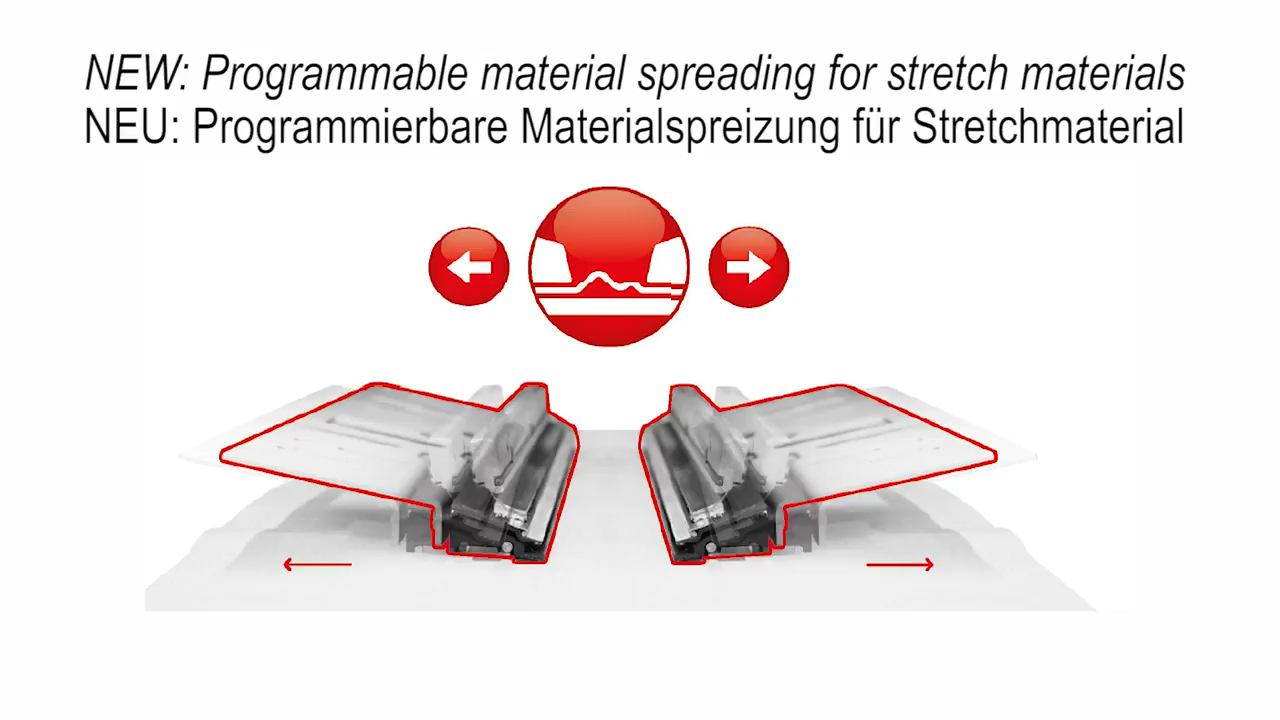 NEW: Programmable material spreading for stretch materials
NEU: Programmierbare Materialspreizung für Stretchmaterial